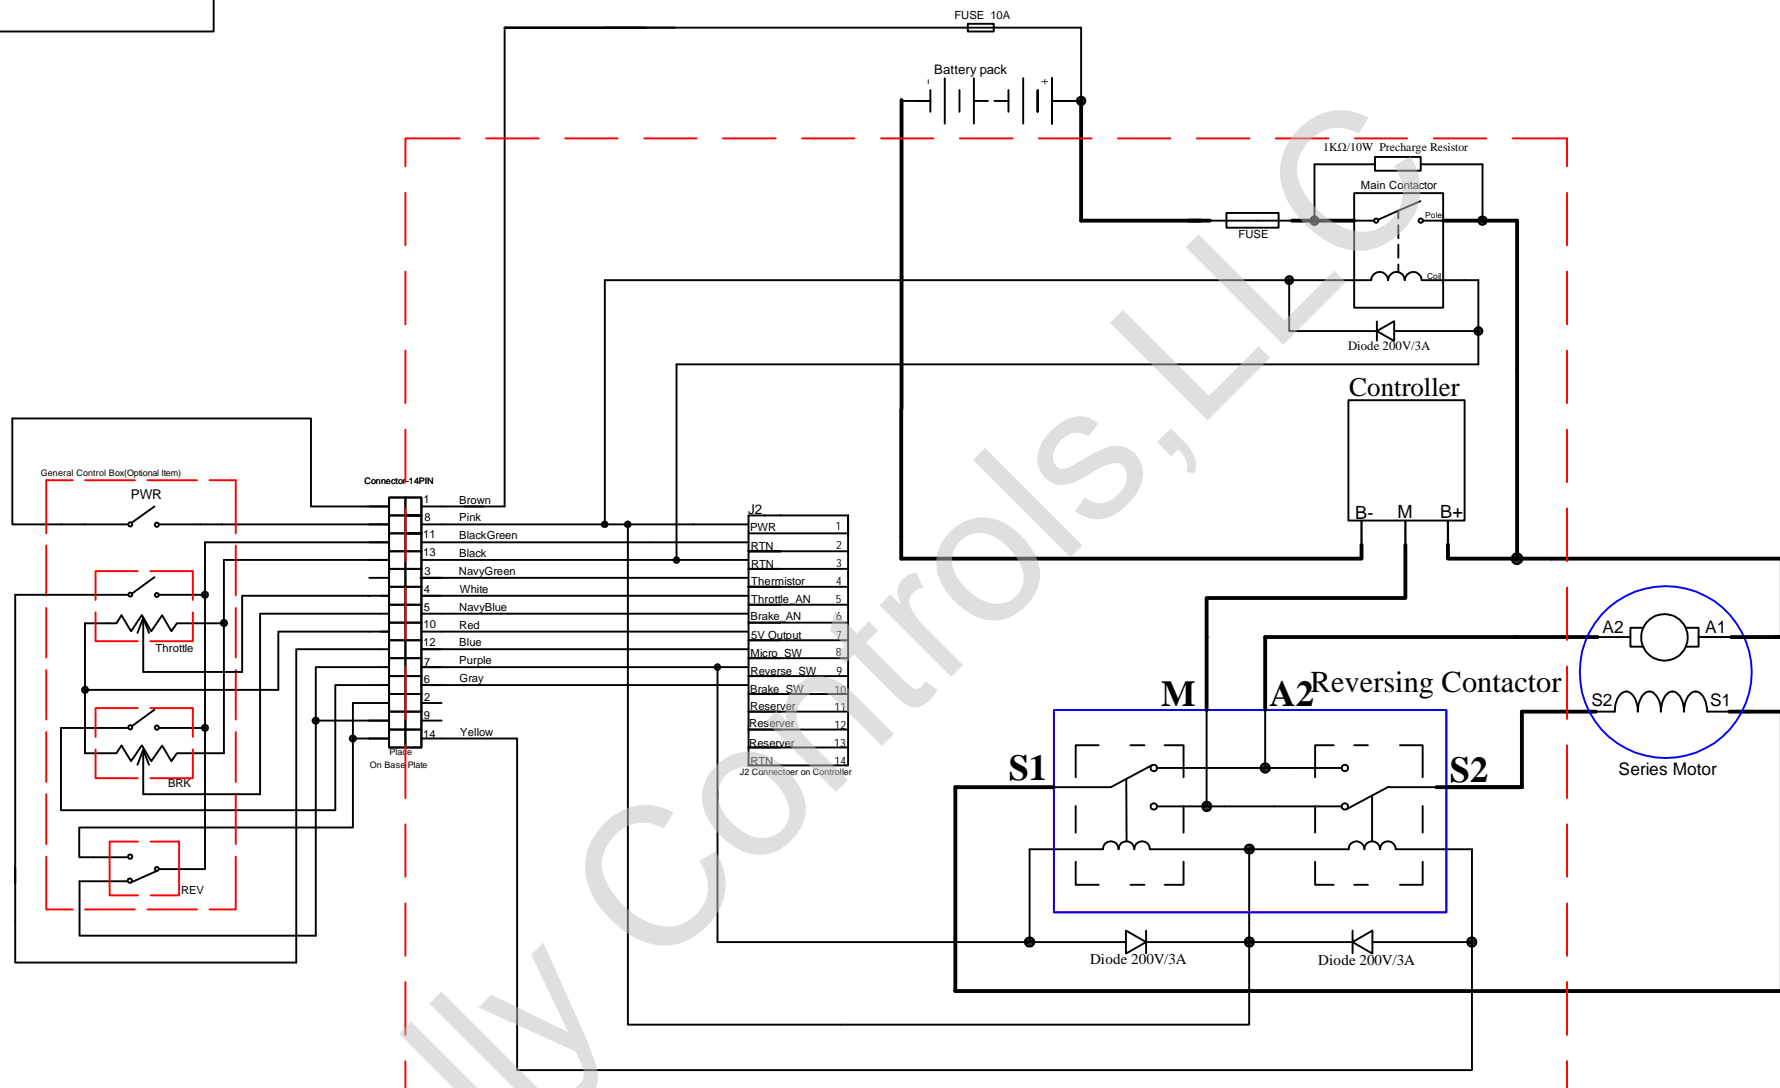 FUSE 10A
Battery pack
-
+
1KΩ/10W Precharge Resistor
Main Contactor
Pole
FUSE
Coil
Diode 200V/3A
Controller
B- M B+
General Control Box(Optional Item)
PWR
Throttle
BRK
REV
Connector-14PIN
1 Brown
8 Pink
11 BlackGreen
13 Black
3 NavyGreen
4 White
5 NavyBlue
10 Red
12 Blue
7 Purple
6 Gray
2
9
14 Yellow
Place
On Base Plate
J2
PWR 1
RTN 2
RTN 3
Thermistor 4
Throttle_AN 5
Brake_AN 6
5V Output 7
Micro_SW 8
Reverse_SW 9
Brake_SW 10
Reserver 11
Reserver 12
Reserver 13
RTN 14
J2 Connectoer on Controller
M A2 Reversing Contactor
S1
S2
Diode 200V/3A
Diode 200V/3A
A2 A1
S2 S1
Series Motor
lly Controls,LLC